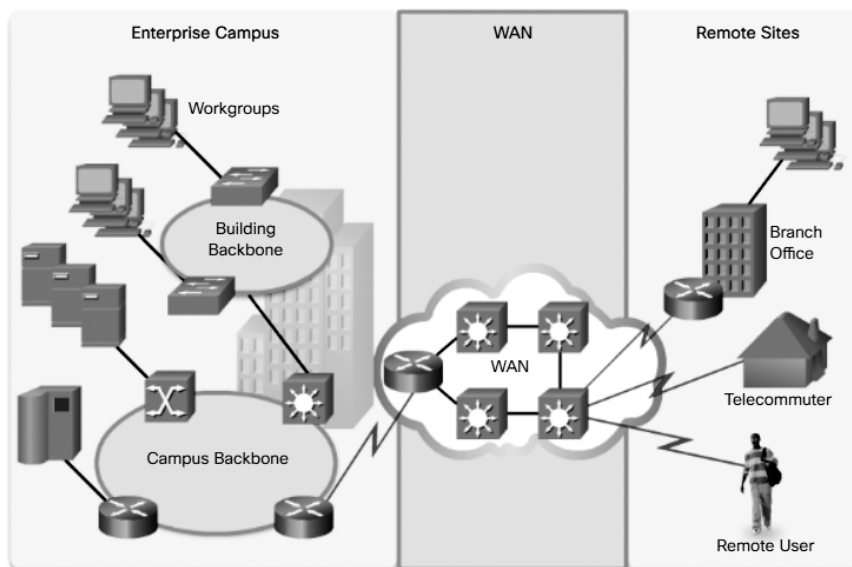 Enterprise Campus
WAN
Remote Sites
Workgroups
Building
Backbone
Branch
Office
WAN
Telecommuter
Campus Backbone
Remote User